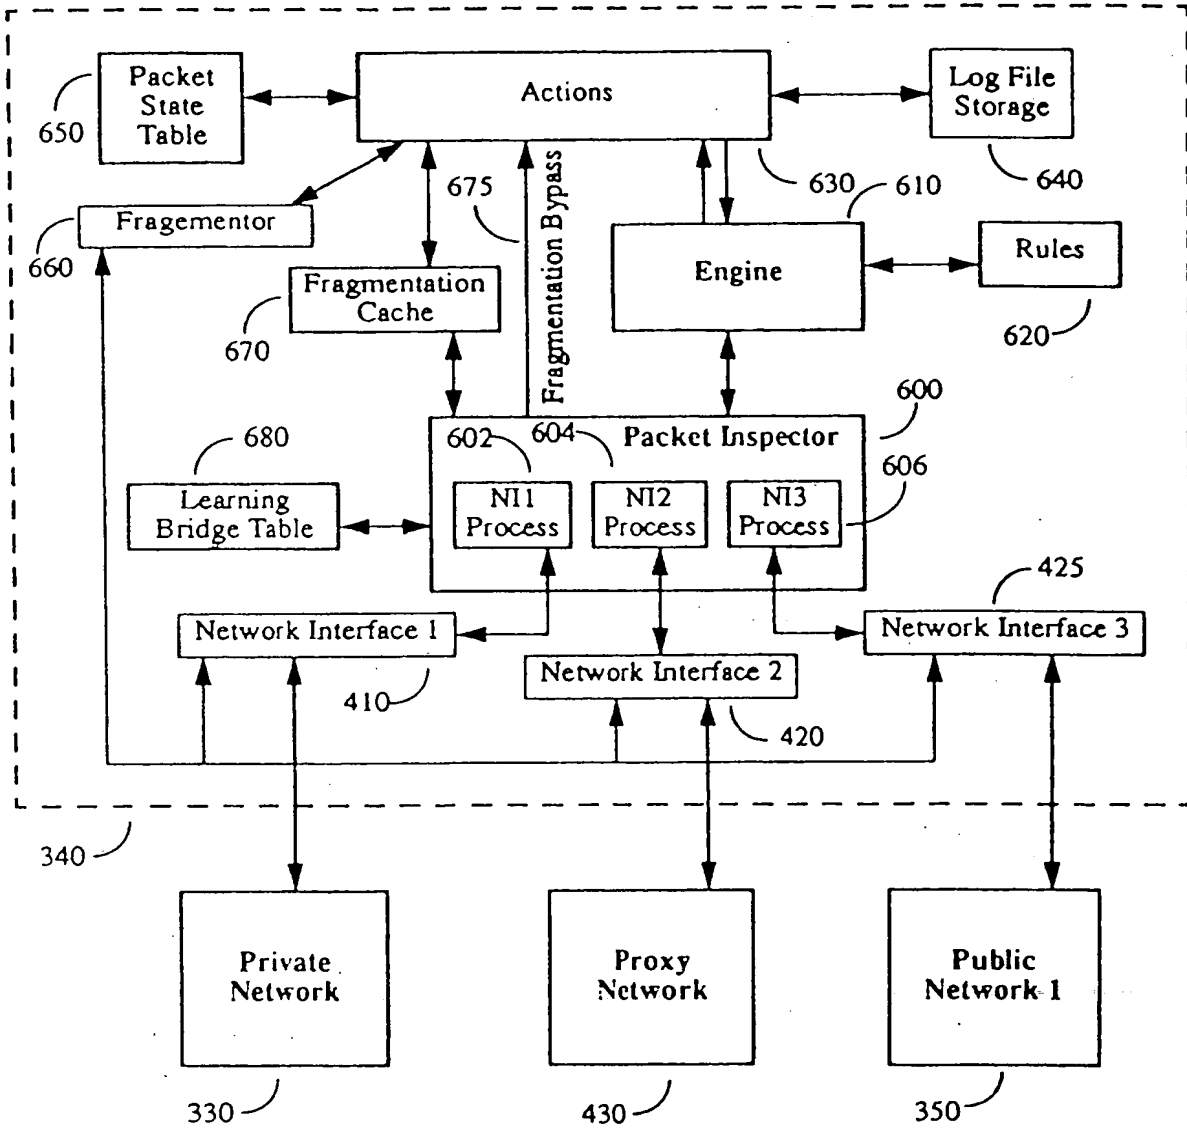 Packet
State
Table
650
Actions
Log File
Storage
640
630
610
675
Fragmentation Bypass
Fragementor
660
Fragmentation
Cache
670
Engine
Rules
620
600
Packet Inspector
602
604
606
680
Learning
Bridge Table
NI1
Process
NI2
Process
NI3
Process
425
Network Interface 1
410
Network Interface 2
420
Network Interface 3
340
Private
Network
330
Proxy
Network
430
Public
Network 1
350